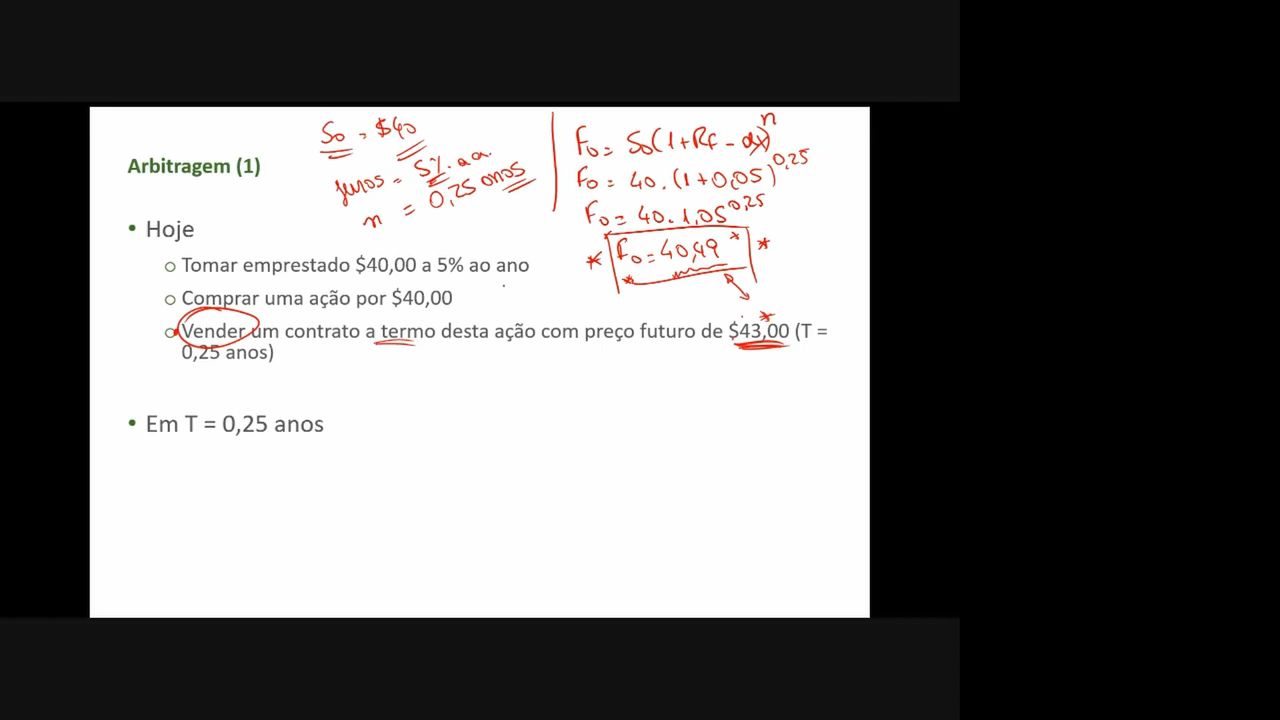 Arbitragem (1)
S₀ = $40
juros = 5% a.a.
n = 0,25 anos
F₀ = S₀(1+Rf - dy)ⁿ
F₀ = 40.(1+0,05)^0,25
F₀ = 40.1,05^0,25
* F₀ = 40,49 * *
*
• Hoje
○ Tomar emprestado $40,00 a 5% ao ano
○ Comprar uma ação por $40,00
*
○ Vender um contrato a termo desta ação com preço futuro de $43,00 (T =
0,25 anos)
• Em T = 0,25 anos